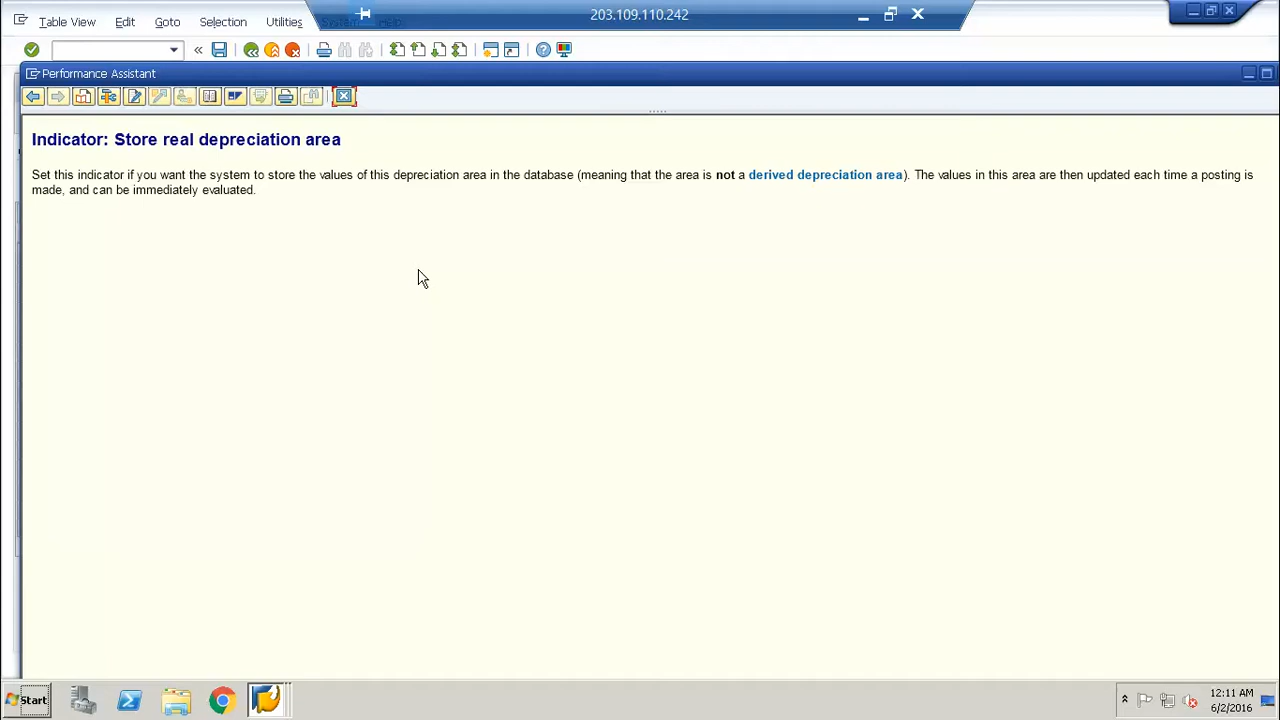 203.109.110.242
Table View Edit Goto Selection Utilities System Help
Performance Assistant
Indicator: Store real depreciation area
Set this indicator if you want the system to store the values of this depreciation area in the database (meaning that the area is not a derived depreciation area). The values in this area are then updated each time a posting is
made, and can be immediately evaluated.
Start
12:11 AM
6/2/2016